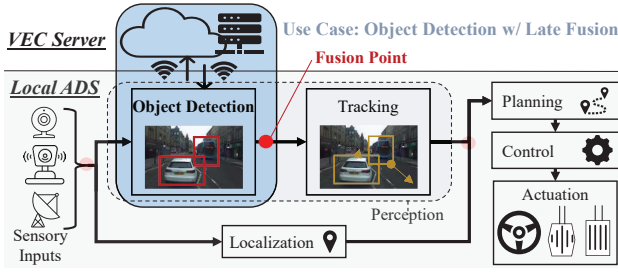 VEC Server
Use Case: Object Detection w/ Late Fusion
Fusion Point
Local ADS
Object Detection
Tracking
Planning
Control
Actuation
Perception
Localization
Sensory
Inputs